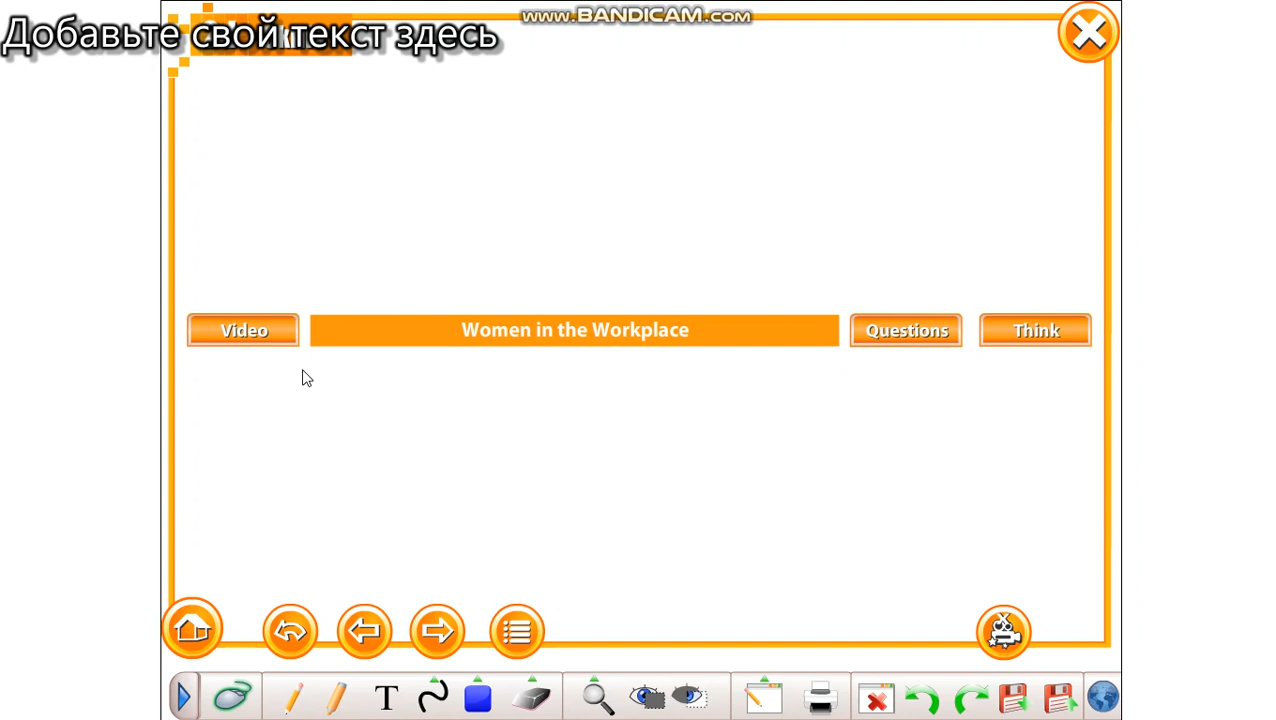 www.BANDICAM.com
Добавьте свой текст здесь
Video
Women in the Workplace
Questions
Think
T